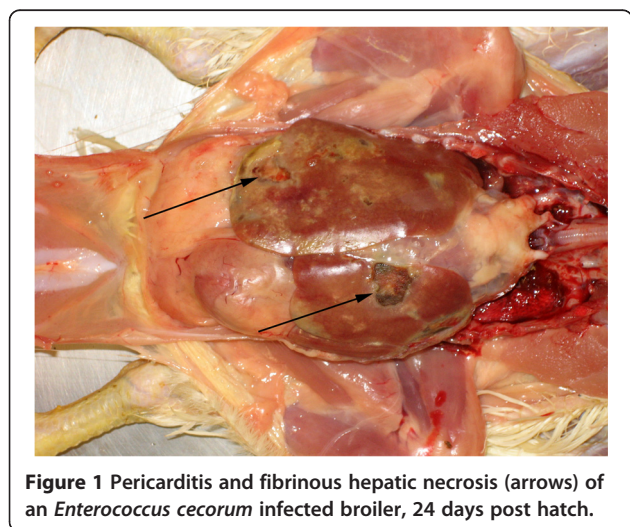 Figure 1 Pericarditis and fibrinous hepatic necrosis (arrows) of
an Enterococcus cecorum infected broiler, 24 days post hatch.